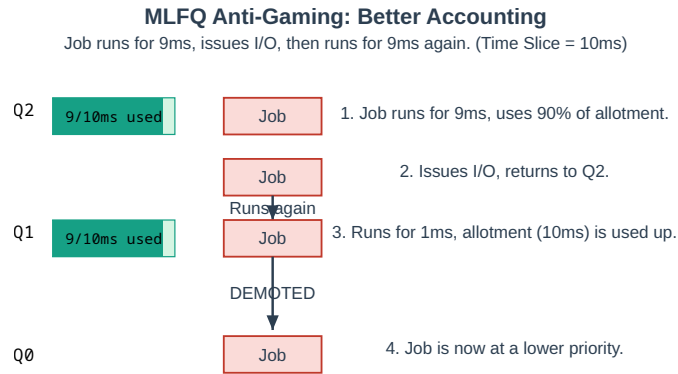 MLFQ Anti-Gaming: Better Accounting
Job runs for 9ms, issues I/O, then runs for 9ms again. (Time Slice = 10ms)
Q2 9/10ms used Job 1. Job runs for 9ms, uses 90% of allotment.
Job 2. Issues I/O, returns to Q2.
Runs again
Q1 9/10ms used Job 3. Runs for 1ms, allotment (10ms) is used up.
DEMOTED
Q0 Job 4. Job is now at a lower priority.